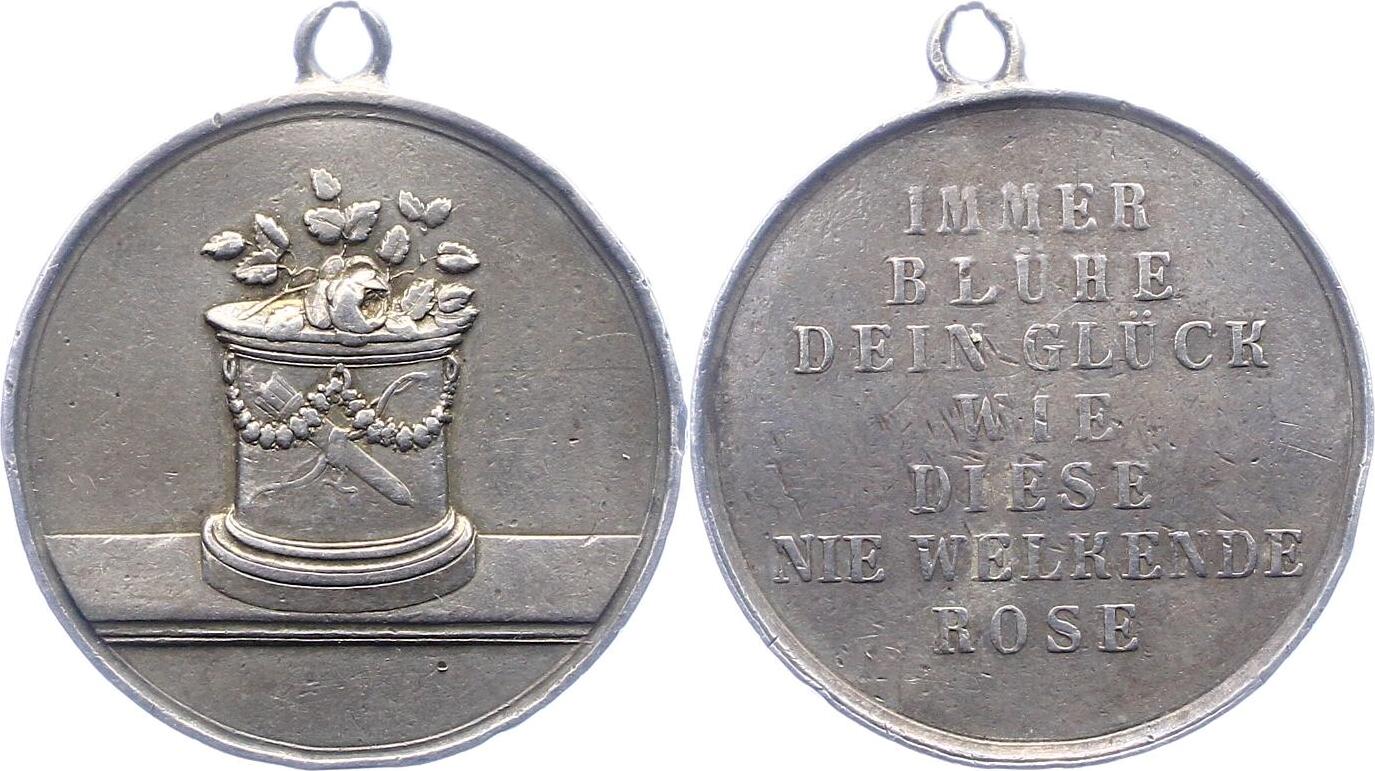 IMMER
BLÜHE
DEIN GLÜCK
WIE
DIESE
NIE WELKENDE
ROSE